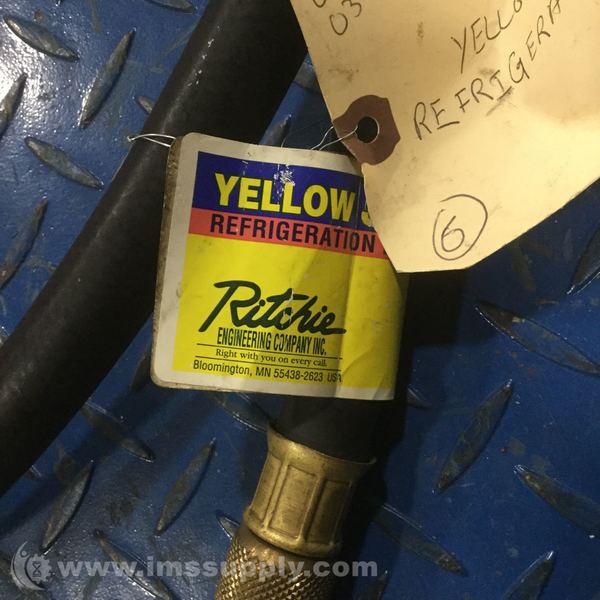 03
YELLO
REFRIGERA
6
YELLOW
REFRIGERATION
Ritchie
ENGINEERING COMPANY INC.
Right with you on every call.
Bloomington, MN 55438-2623 USA
www.imssupply.com